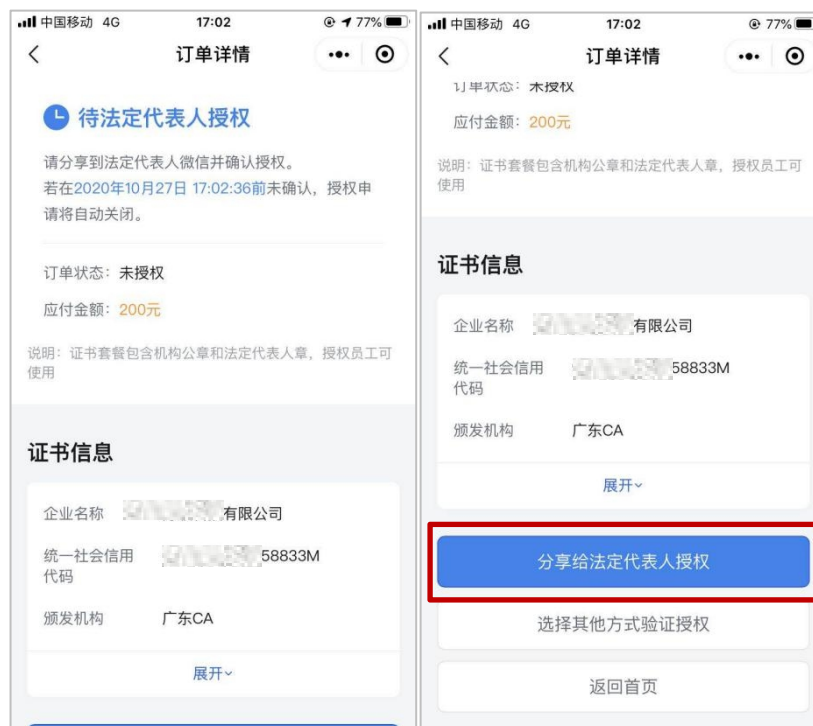 中国移动 4G 17:02 77%
订单详情
待法定代表人授权
请分享到法定代表人微信并确认授权。
若在2020年10月27日 17:02:36前未确认，授权申
请将自动关闭。
订单状态：未授权
应付金额：200元
说明：证书套餐包含机构公章和法定代表人章，授权员工可
使用
证书信息
企业名称 有限公司
统一社会信用 58833M
代码
颁发机构 广东CA
展开
中国移动 4G 17:02 77%
订单详情
订单状态：未授权
应付金额：200元
说明：证书套餐包含机构公章和法定代表人章，授权员工可
使用
证书信息
企业名称 有限公司
统一社会信用 58833M
代码
颁发机构 广东CA
展开
分享给法定代表人授权
选择其他方式验证授权
返回首页